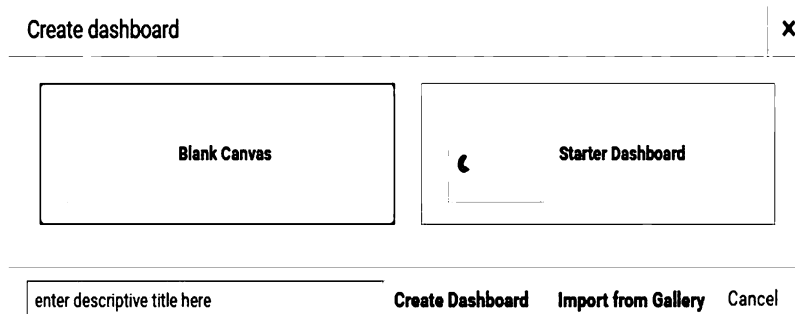 Create dashboard
Blank Canvas
Starter Dashboard
enter descriptive title here
Create Dashboard
Import from Gallery
Cancel